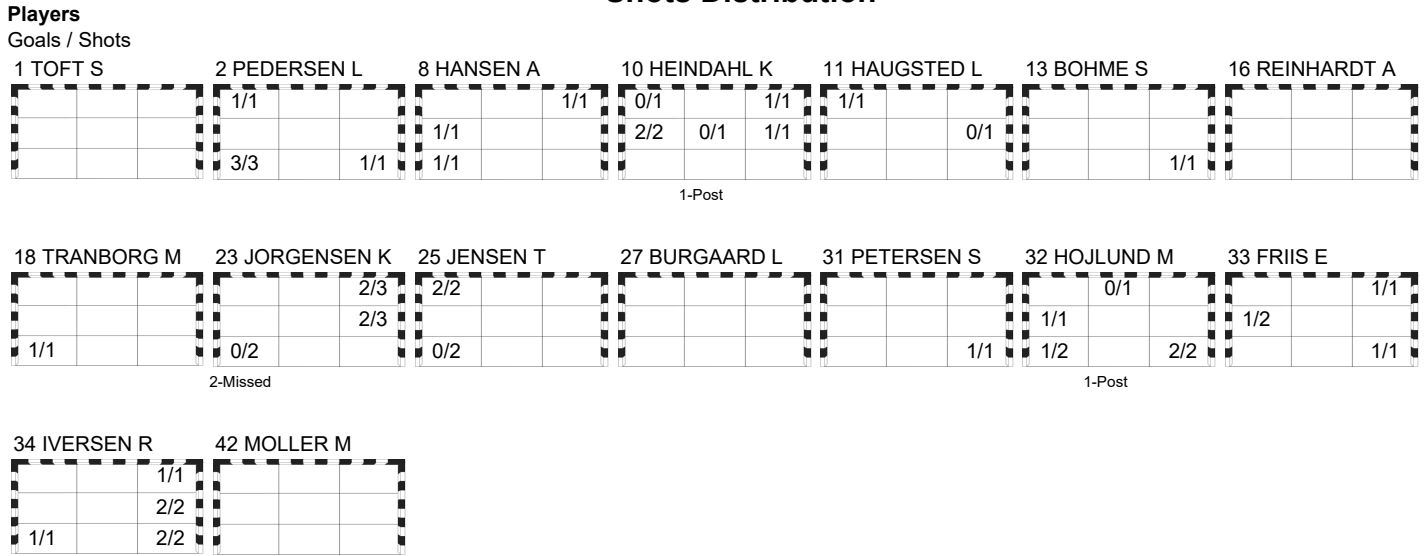 Shots Distribution
Players
Goals / Shots
1 TOFT S 2 PEDERSEN L 8 HANSEN A 10 HEINDAHL K 11 HAUGSTED L 13 BOHME S 16 REINHARDT A
1/1 1/1 0/1 1/1 1/1
1/1 2/2 0/1 1/1 0/1
3/3 1/1 1/1 1/1
1-Post
18 TRANBORG M 23 JORGENSEN K 25 JENSEN T 27 BURGAARD L 31 PETERSEN S 32 HOJLUND M 33 FRIIS E
2/3 2/2 0/1 1/1
2/3 1/1 1/2
1/1 0/2 0/2 1/1 1/2 2/2 1/1
2-Missed 1-Post
34 IVERSEN R 42 MOLLER M
1/1
2/2
1/1 2/2